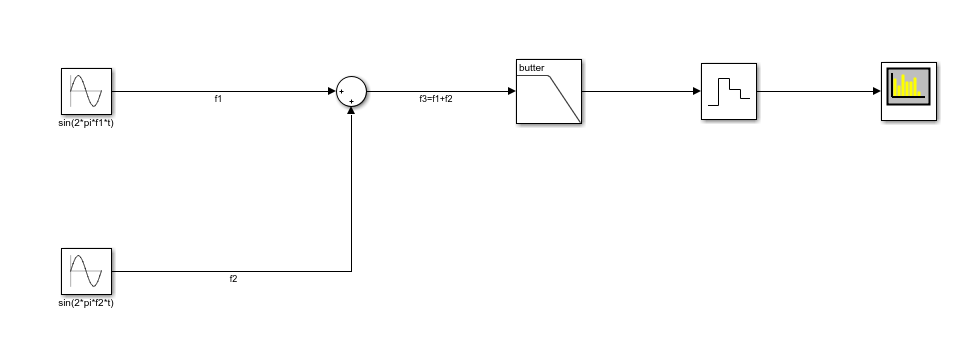 butter
+
+
f1
f3=f1+f2
sin(2*pi*f1*t)
f2
sin(2*pi*f2*t)